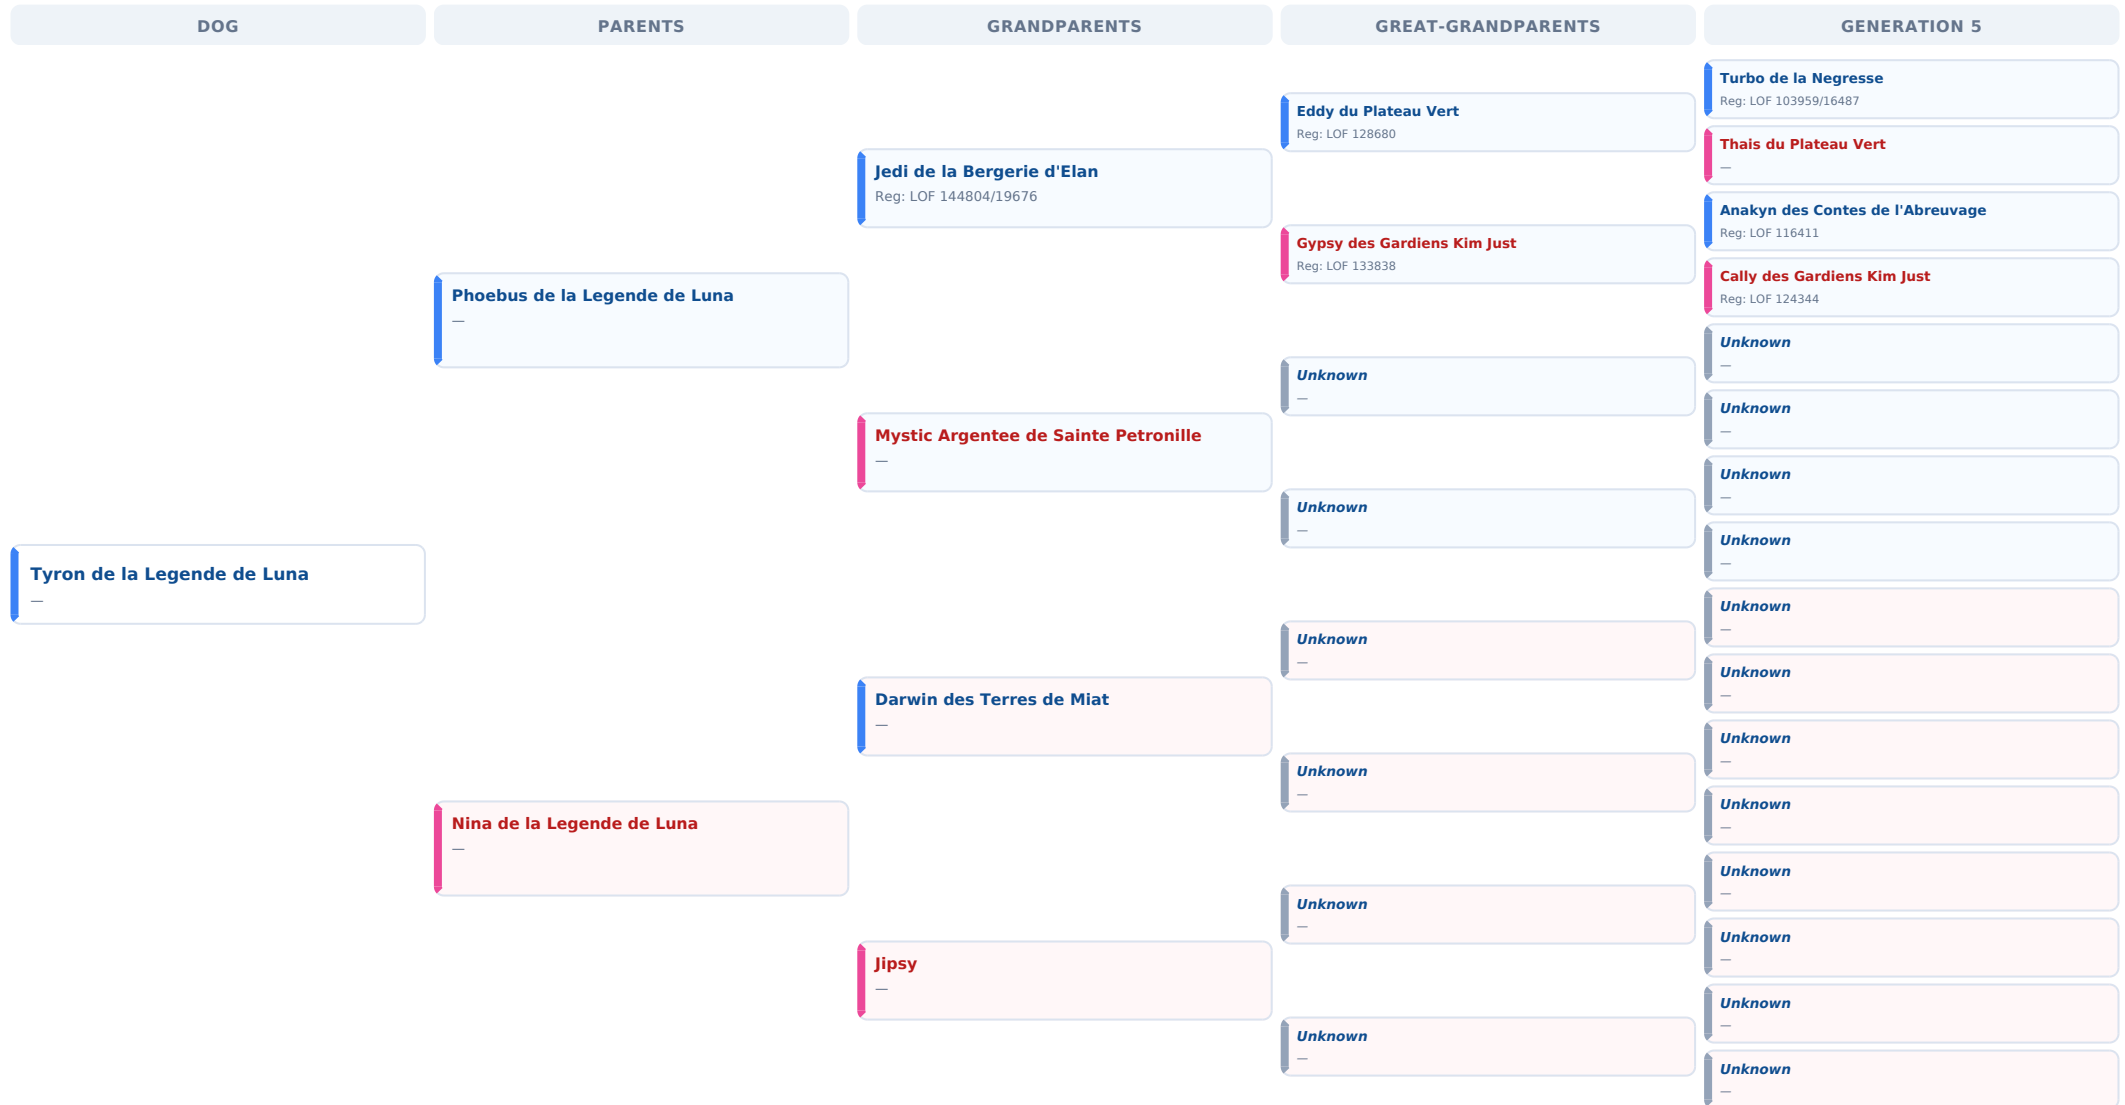 DOG
PARENTS
GRANDPARENTS
GREAT-GRANDPARENTS
GENERATION 5
Tyron de la Legende de Luna
—
Phoebus de la Legende de Luna
—
Nina de la Legende de Luna
—
Jedi de la Bergerie d'Elan
Reg: LOF 144804/19676
Mystic Argentee de Sainte Petronille
—
Darwin des Terres de Miat
—
Jipsy
—
Eddy du Plateau Vert
Reg: LOF 128680
Gypsy des Gardiens Kim Just
Reg: LOF 133838
Unknown
—
Unknown
—
Unknown
—
Unknown
—
Unknown
—
Unknown
—
Turbo de la Negresse
Reg: LOF 103959/16487
Thais du Plateau Vert
—
Anakyn des Contes de l'Abreuvage
Reg: LOF 116411
Cally des Gardiens Kim Just
Reg: LOF 124344
Unknown
—
Unknown
—
Unknown
—
Unknown
—
Unknown
—
Unknown
—
Unknown
—
Unknown
—
Unknown
—
Unknown
—
Unknown
—
Unknown
—